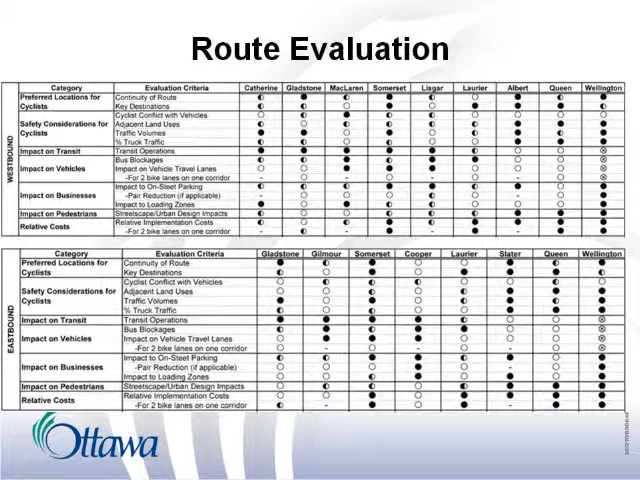 Route Evaluation
WESTBOUND
Category Evaluation Criteria Catherine Gladstone MacLaren Somerset Lisgar Laurier Albert Queen Wellington
Preferred Locations for Cyclists Continuity of Route
Key Destinations
Safety Considerations for Cyclists Cyclist Conflict with Vehicles
Adjacent Land Uses
Traffic Volumes
% Truck Traffic
Impact on Transit Transit Operations
Impact on Vehicles Bus Blockages
Impact on Vehicle Travel Lanes
-For 2 bike lanes on one corridor
Impact on Businesses Impact to On-Steet Parking
-Pair Reduction (if applicable)
Impact to Loading Zones
Impact on Pedestrians Streetscape/Urban Design Impacts
Relative Costs Relative Implementation Costs
-For 2 bike lanes on one corridor
EASTBOUND
Category Evaluation Criteria Gladstone Gilmour Somerset Cooper Laurier Slater Queen Wellington
Preferred Locations for Cyclists Continuity of Route
Key Destinations
Safety Considerations for Cyclists Cyclist Conflict with Vehicles
Adjacent Land Uses
Traffic Volumes
% Truck Traffic
Impact on Transit Transit Operations
Impact on Vehicles Bus Blockages
Impact on Vehicle Travel Lanes
-For 2 bike lanes on one corridor
Impact on Businesses Impact to On-Steet Parking
-Pair Reduction (if applicable)
Impact to Loading Zones
Impact on Pedestrians Streetscape/Urban Design Impacts
Relative Costs Relative Implementation Costs
-For 2 bike lanes on one corridor
Ottawa